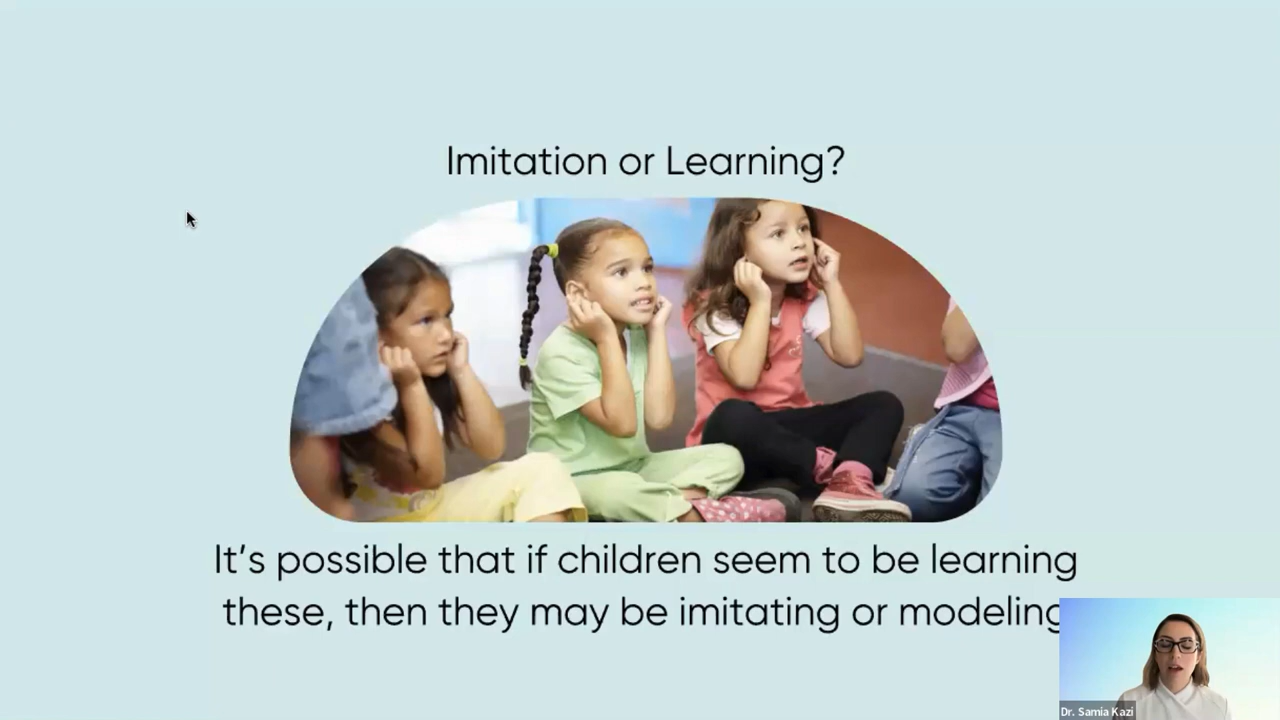 Imitation or Learning?
It’s possible that if children seem to be learning
these, then they may be imitating or modeling
Dr. Samia Kazi